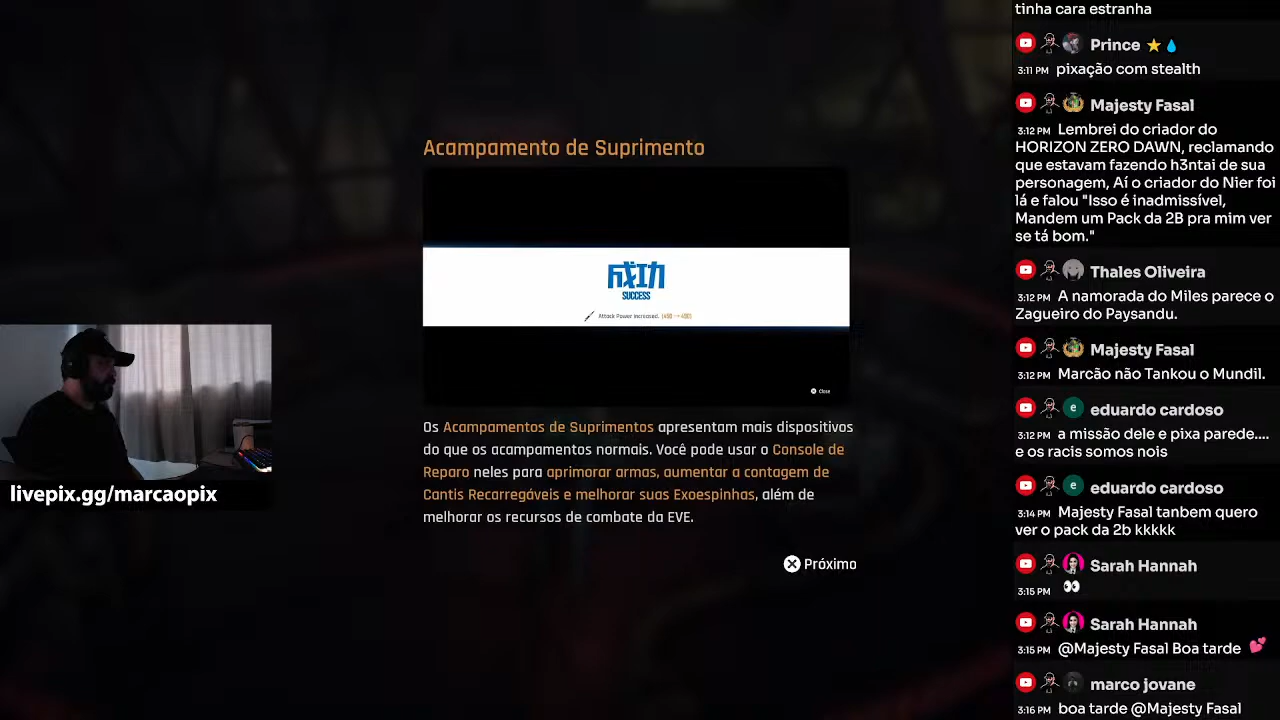 Acampamento de Suprimento
成功
SUCCESS
Attack Power increased.
Close
Os Acampamentos de Suprimentos apresentam mais dispositivos
do que os acampamentos normais. Você pode usar o Console de
Reparo neles para aprimorar armas, aumentar a contagem de
Cantis Recarregáveis e melhorar suas Exoespinhas, além de
melhorar os recursos de combate da EVE.
Próximo
livepix.gg/marcaopix
tinha cara estranha
Prince
3:11 PM pixação com stealth
Majesty Fasal
3:12 PM Lembrei do criador do
HORIZON ZERO DAWN, reclamando
que estavam fazendo h3ntai de sua
personagem, Aí o criador do Nier foi
lá e falou "Isso é inadmissível,
Mandem um Pack da 2B pra mim ver
se tá bom."
Thales Oliveira
3:12 PM A namorada do Miles parece o
Zagueiro do Paysandu.
Majesty Fasal
3:12 PM Marcão não Tankou o Mundil.
e eduardo cardoso
3:12 PM a missão dele e pixa parede....
e os racis somos nois
e eduardo cardoso
3:14 PM Majesty Fasal tanbem quero
ver o pack da 2b kkkkk
Sarah Hannah
3:15 PM
Sarah Hannah
3:15 PM @Majesty Fasal Boa tarde
marco jovane
3:16 PM boa tarde @Majesty Fasal